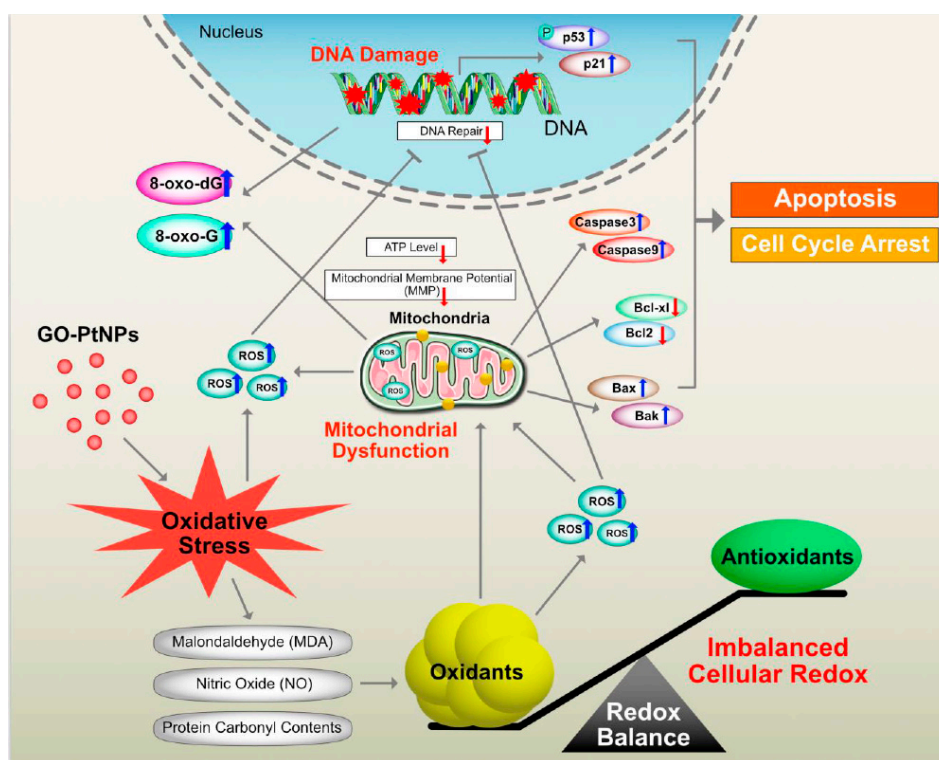 Nucleus
DNA Damage
P
p53
p21
DNA
DNA Repair
8-oxo-dG
8-oxo-G
Caspase3
Caspase9
Apoptosis
Cell Cycle Arrest
ATP Level
Mitochondrial Membrane Potential
(MMP)
Mitochondria
Bcl-xl
Bcl2
GO-PtNPs
ROS
ROS
ROS
ROS
ROS
ROS
Bax
Bak
Mitochondrial
Dysfunction
Oxidative
Stress
ROS
ROS
ROS
Antioxidants
Malondaldehyde (MDA)
Nitric Oxide (NO)
Protein Carbonyl Contents
Oxidants
Imbalanced
Cellular Redox
Redox
Balance